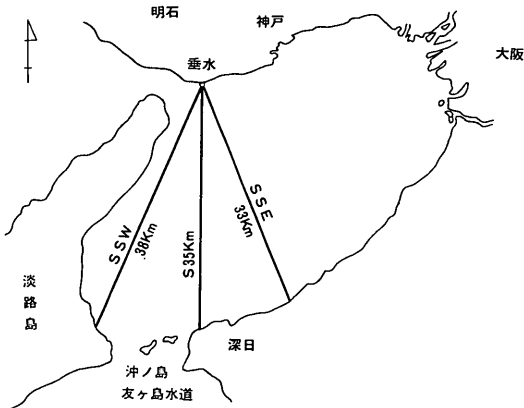 明石
神戸
大阪
垂水
SSW
.38Km
S35Km
SSE
33Km
淡路島
深日
沖ノ島
友ヶ島水道